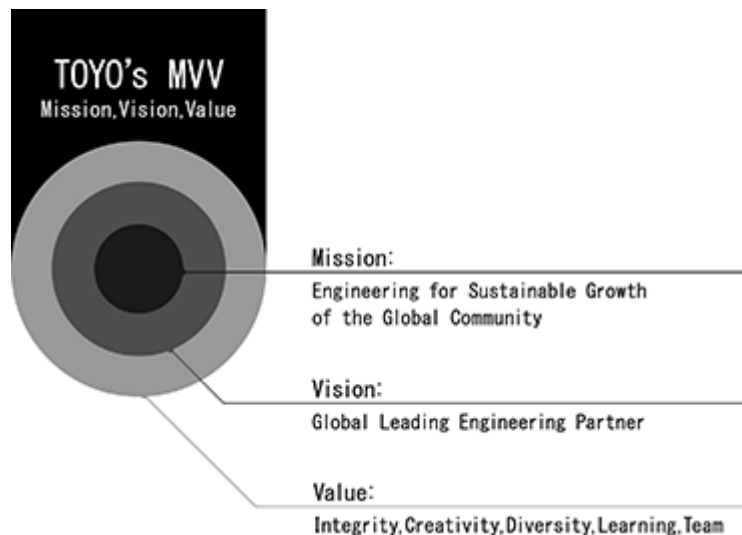 TOYO's MVV
Mission,Vision,Value
Mission:
Engineering for Sustainable Growth
of the Global Community
Vision:
Global Leading Engineering Partner
Value:
Integrity,Creativity,Diversity,Learning,Team